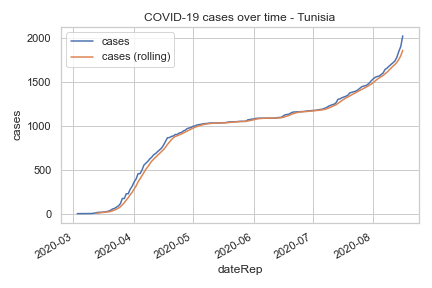 COVID-19 cases over time - Tunisia
cases
cases (rolling)
2000
1500
1000
500
0
cases
2020-03
2020-04
2020-05
2020-06
2020-07
2020-08
dateRep